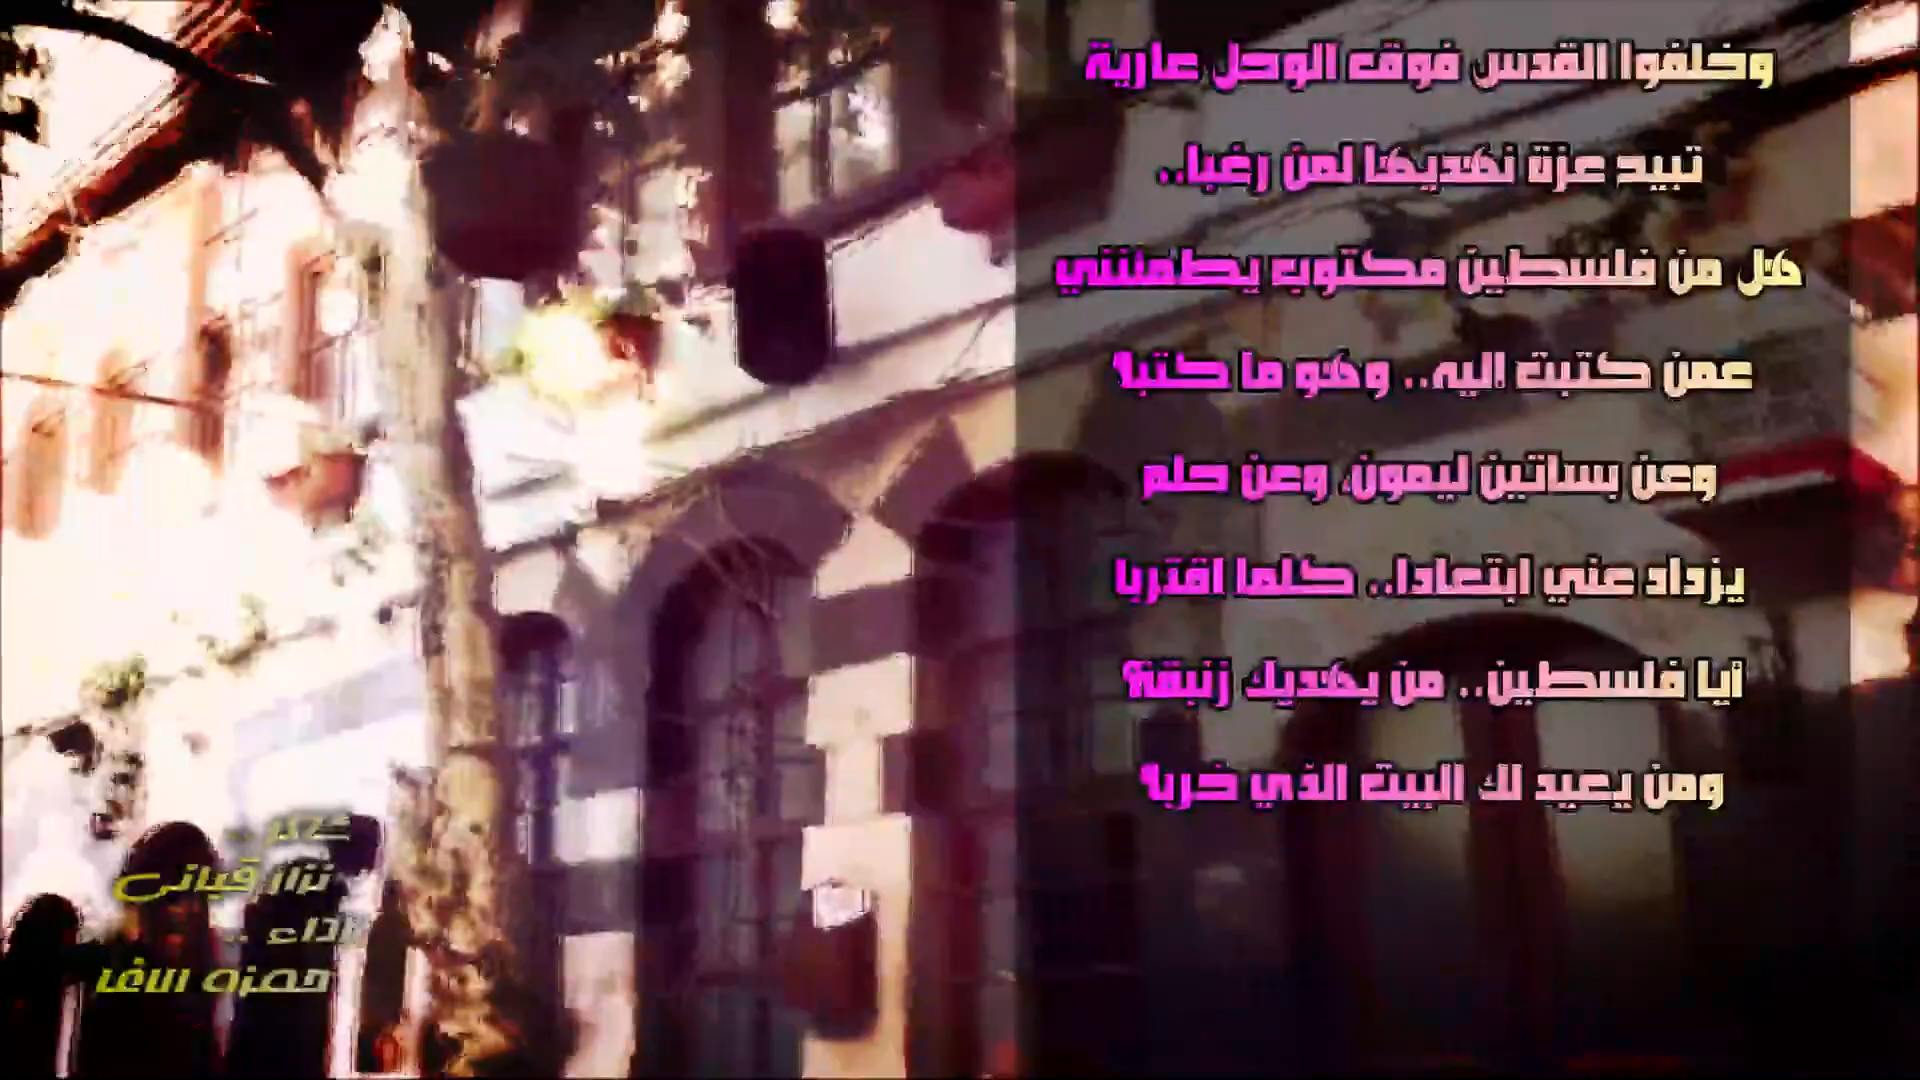 وخلفوا القدس فوق الوحل عارية
تبيح عزة نهديها لمن رغبا..
هل من فلسطين مكتوب يطمئنني
عمن كتبت اليه.. وهو ما كتبا؟
وعن بساتين ليمون، وعن حلم
يزداد عني ابتعادا.. كلما اقتربا
أيا فلسطين.. من يهديك زنبقة؟
ومن يعيد لك البيت الذي خربا؟
نزار قباني
أداء ..
حمزه الاغا